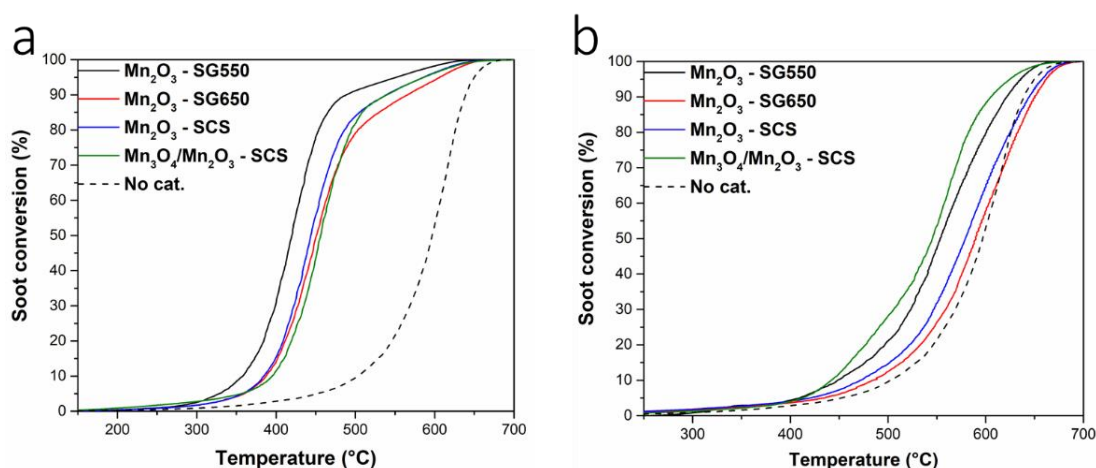 a
100
90
80
70
60
50
40
30
20
10
0
Soot conversion (%)
Mn₂O₃ - SG550
Mn₂O₃ - SG650
Mn₂O₃ - SCS
Mn₃O₄/Mn₂O₃ - SCS
No cat.
200 300 400 500 600 700
Temperature (°C)
b
100
90
80
70
60
50
40
30
20
10
0
Soot conversion (%)
Mn₂O₃ - SG550
Mn₂O₃ - SG650
Mn₂O₃ - SCS
Mn₃O₄/Mn₂O₃ - SCS
No cat.
300 400 500 600 700
Temperature (°C)